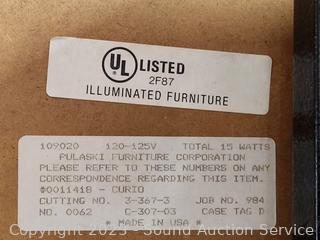 UL LISTED
2F87
ILLUMINATED FURNITURE
109020 120-125V TOTAL 15 WATTS
PULASKI FURNITURE CORPORATION
PLEASE REFER TO THESE NUMBERS ON ANY
CORRESPONDENCE REGARDING THIS ITEM.
@0011418 - CURIO
CUTTING NO. 3-367-3 JOB NO. 984
NO. 0062 C-307-03 CASE TAG D
* MADE IN USA *
Copyright © 2023 - Sound Auction Service